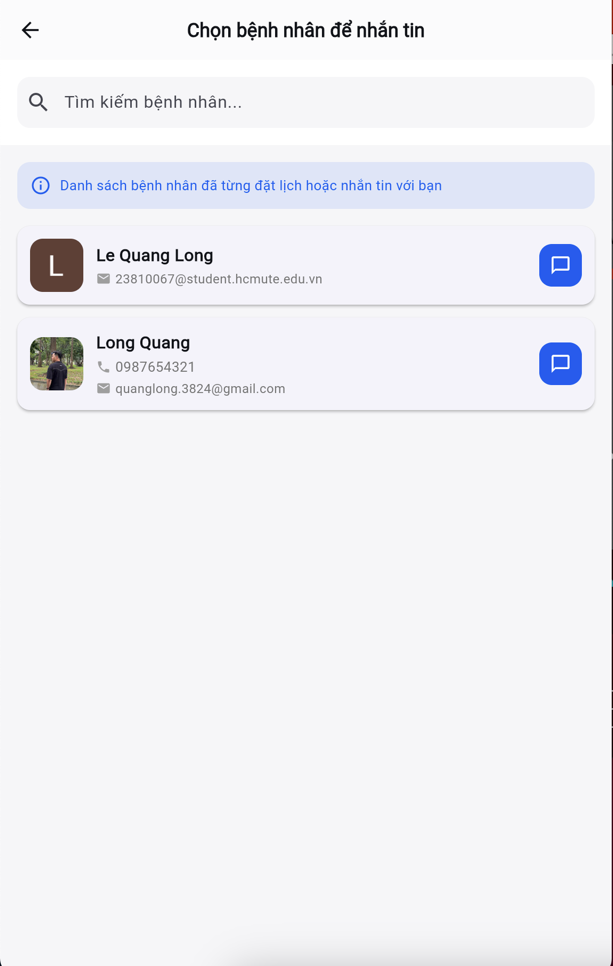 Chọn bệnh nhân để nhắn tin
Tìm kiếm bệnh nhân...
Danh sách bệnh nhân đã từng đặt lịch hoặc nhắn tin với bạn
L
Le Quang Long
23810067@student.hcmute.edu.vn
Long Quang
0987654321
quanglong.3824@gmail.com